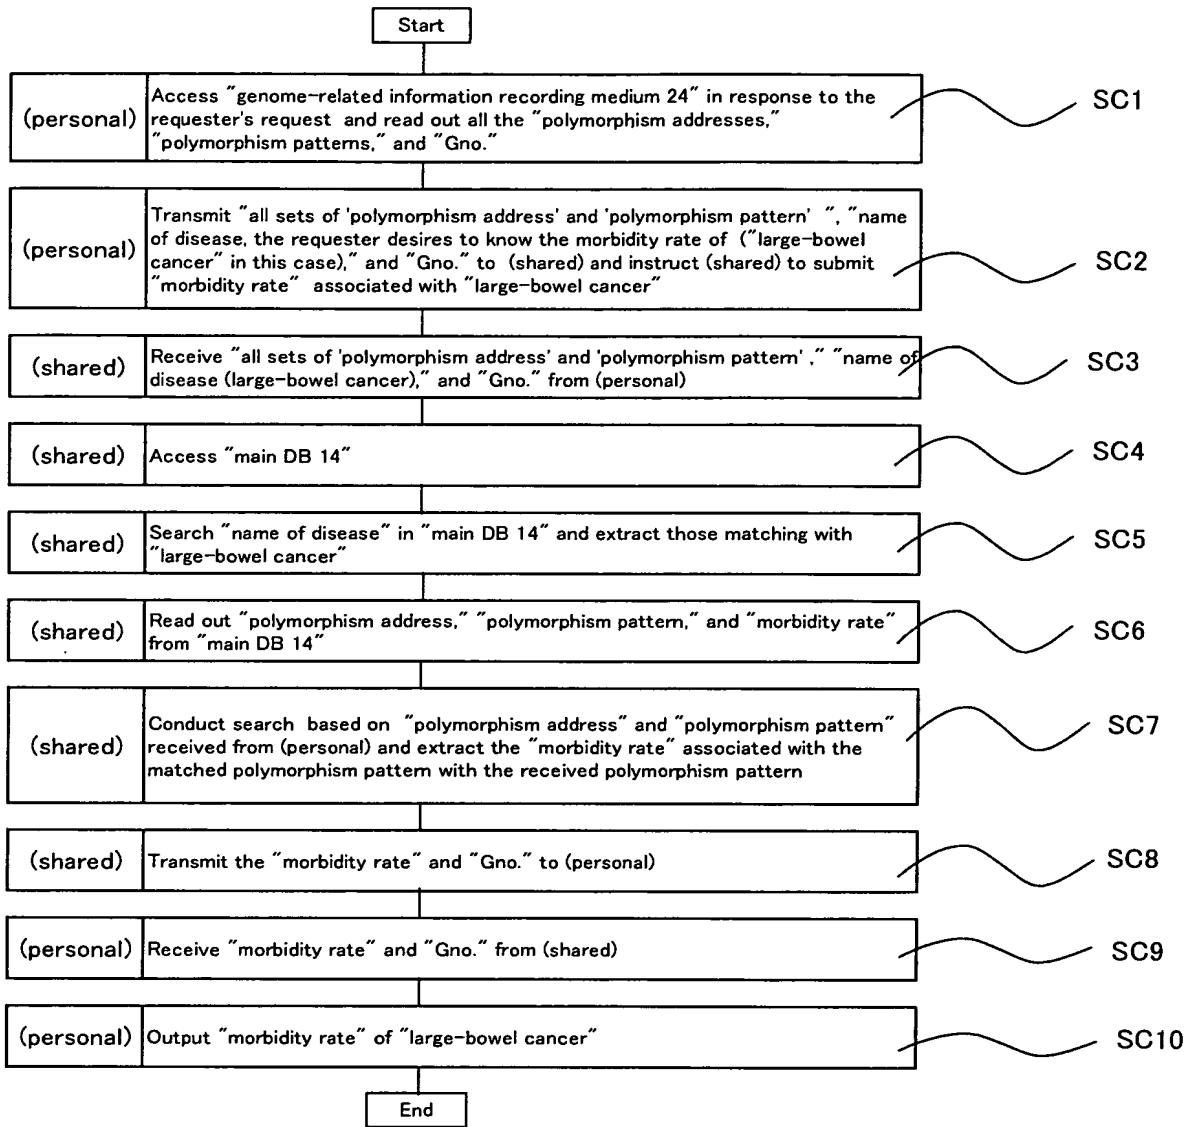 Start
(personal)
Access "genome-related information recording medium 24" in response to the
requester's request and read out all the "polymorphism addresses,"
"polymorphism patterns," and "Gno."
SC1
(personal)
Transmit "all sets of 'polymorphism address' and 'polymorphism pattern' ", "name
of disease, the requester desires to know the morbidity rate of ("large-bowel
cancer" in this case)," and "Gno." to (shared) and instruct (shared) to submit
"morbidity rate" associated with "large-bowel cancer"
SC2
(shared)
Receive "all sets of 'polymorphism address' and 'polymorphism pattern' ," "name of
disease (large-bowel cancer)," and "Gno." from (personal)
SC3
(shared)
Access "main DB 14"
SC4
(shared)
Search "name of disease" in "main DB 14" and extract those matching with
"large-bowel cancer"
SC5
(shared)
Read out "polymorphism address," "polymorphism pattern," and "morbidity rate"
from "main DB 14"
SC6
(shared)
Conduct search based on "polymorphism address" and "polymorphism pattern"
received from (personal) and extract the "morbidity rate" associated with the
matched polymorphism pattern with the received polymorphism pattern
SC7
(shared)
Transmit the "morbidity rate" and "Gno." to (personal)
SC8
(personal)
Receive "morbidity rate" and "Gno." from (shared)
SC9
(personal)
Output "morbidity rate" of "large-bowel cancer"
SC10
End